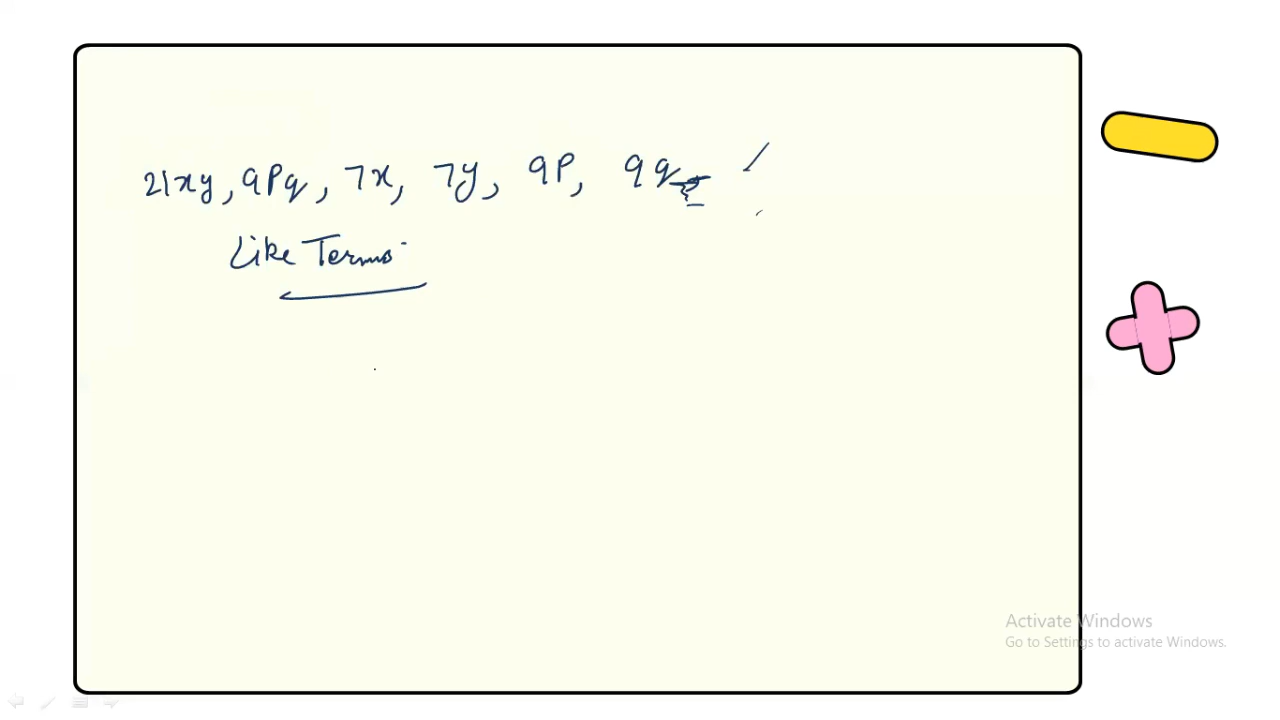 21xy, 9Pq, 7x, 7y, 9P, 9q
Like Terms
Activate Windows
Go to Settings to activate Windows.